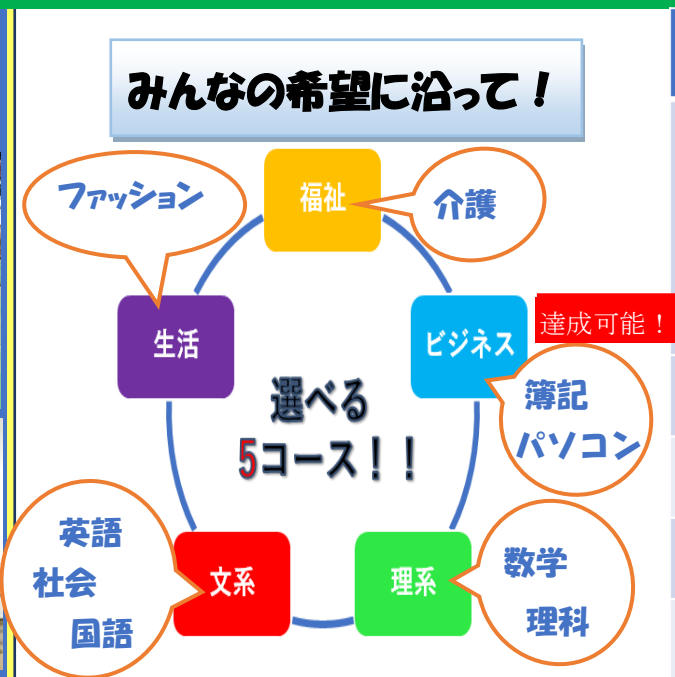 みんなの希望に沿って！
ファッション
福祉
介護
生活
ビジネス
達成可能！
簿記
パソコン
選べる
5コース！！
英語
社会
国語
文系
理系
数学
理科